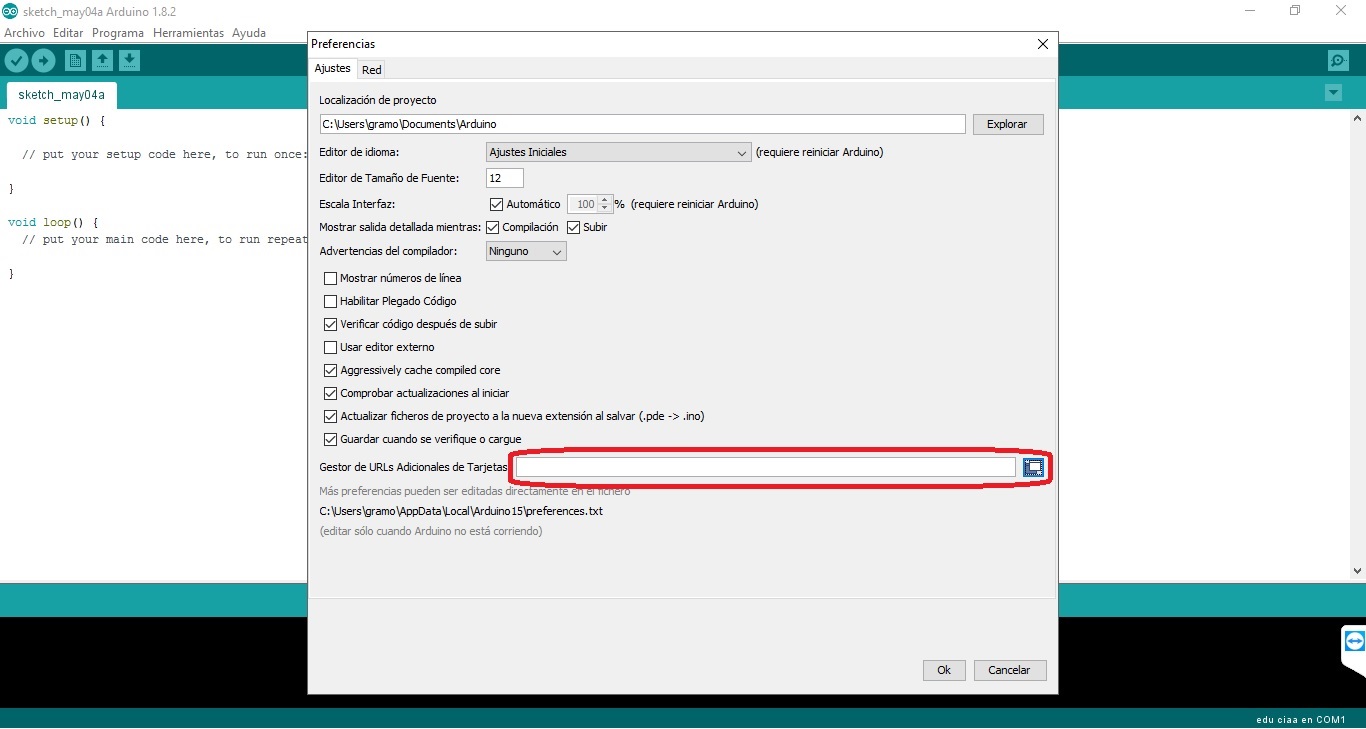 sketch_may04a Arduino 1.8.2
Archivo Editar Programa Herramientas Ayuda
sketch_may04a
void setup() {
// put your setup code here, to run once:
}
void loop() {
// put your main code here, to run repeat
}
Preferencias
Ajustes Red
Localización de proyecto
C:\Users\gramo\Documents\Arduino Explorar
Editor de idioma: Ajustes Iniciales (requiere reiniciar Arduino)
Editor de Tamaño de Fuente: 12
Escala Interfaz: Automático 100 % (requiere reiniciar Arduino)
Mostrar salida detallada mientras: Compilación Subir
Advertencias del compilador: Ninguno
Mostrar números de línea
Habilitar Plegado Código
Verificar código después de subir
Usar editor externo
Aggressively cache compiled core
Comprobar actualizaciones al iniciar
Actualizar ficheros de proyecto a la nueva extensión al salvar (.pde -> .ino)
Guardar cuando se verifique o cargue
Gestor de URLs Adicionales de Tarjetas
Más preferencias pueden ser editadas directamente en el fichero
C:\Users\gramo\AppData\Local\Arduino15\preferences.txt
(editar sólo cuando Arduino no está corriendo)
Ok Cancelar
edu ciaa en COM1